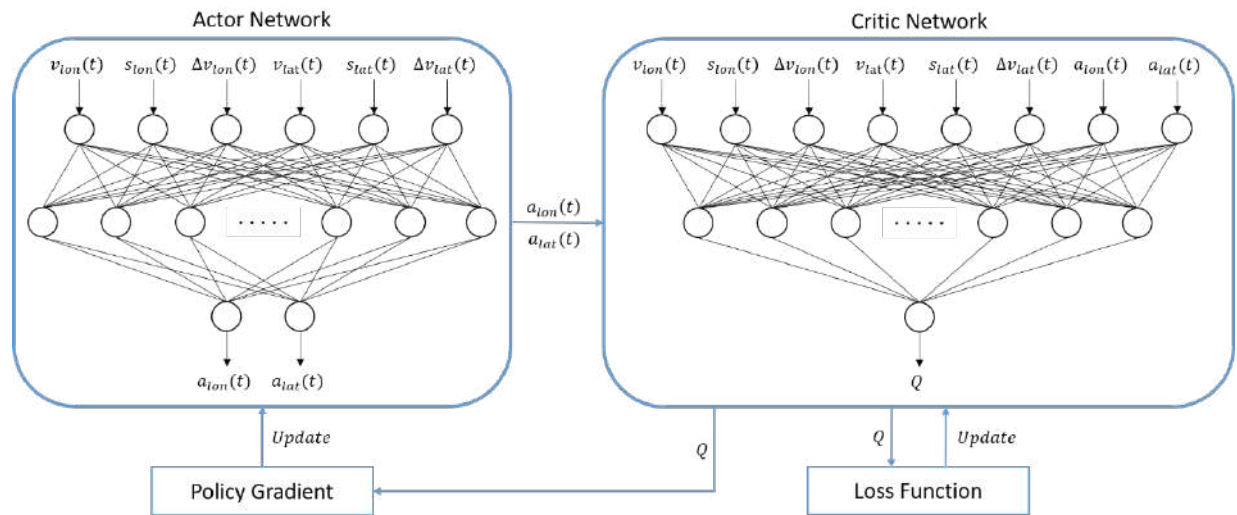 Actor Network
Critic Network
v_lon(t) s_lon(t) Δv_lon(t) v_lat(t) s_lat(t) Δv_lat(t)
v_lon(t) s_lon(t) Δv_lon(t) v_lat(t) s_lat(t) Δv_lat(t) a_lon(t) a_lat(t)
.....
a_lon(t)
a_lat(t)
.....
a_lon(t) a_lat(t)
Q
Update
Q
Q
Update
Policy Gradient
Loss Function